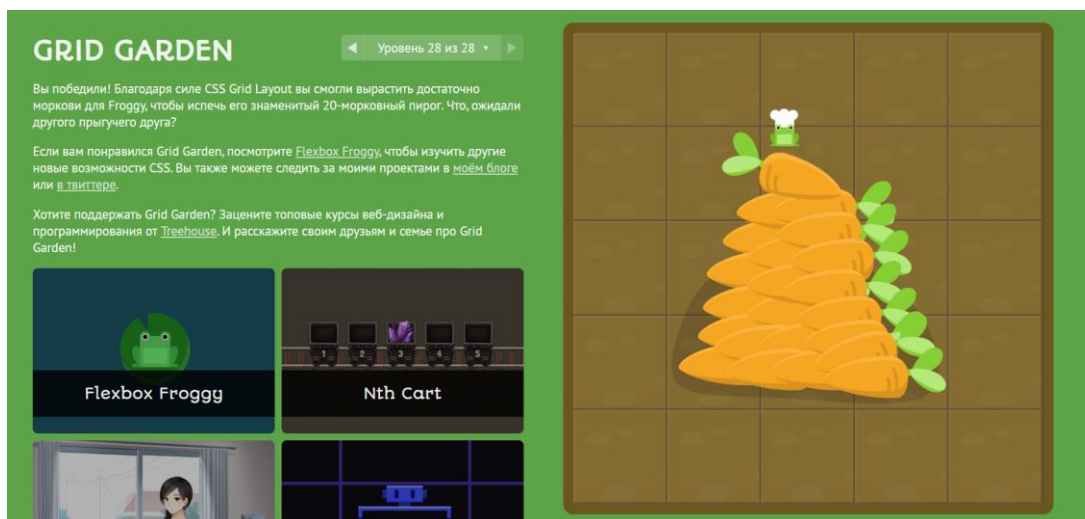 GRID GARDEN
Уровень 28 из 28
Вы победили! Благодаря силе CSS Grid Layout вы смогли вырастить достаточно
моркови для Froggy, чтобы испечь его знаменитый 20-морковный пирог. Что, ожидали
другого прыгучего друга?
Если вам понравился Grid Garden, посмотрите Flexbox Froggy, чтобы изучить другие
новые возможности CSS. Вы также можете следить за моими проектами в моём блоге
или в твиттере.
Хотите поддержать Grid Garden? Зацените топовые курсы веб-дизайна и
программирования от Treehouse. И расскажите своим друзьям и семье про Grid
Garden!
1 2 3 4 5
Flexbox Froggy
Nth Cart